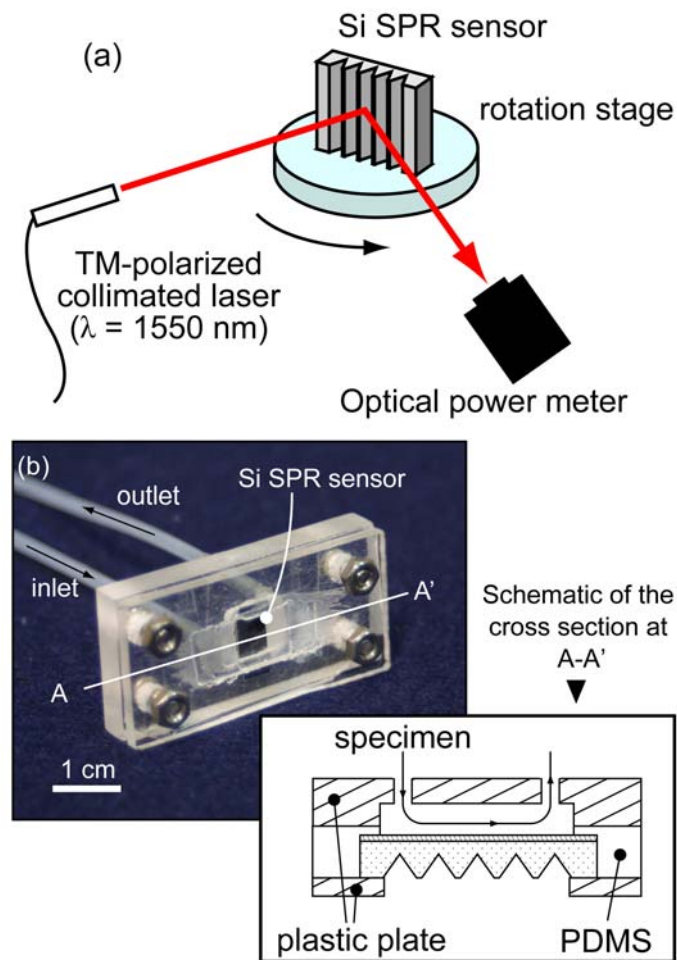 Si SPR sensor
(a)
rotation stage
TM-polarized
collimated laser
(λ = 1550 nm)
Optical power meter
(b)
Si SPR sensor
outlet
inlet
A'
A
1 cm
Schematic of the
cross section at
A-A'
specimen
plastic plate
PDMS